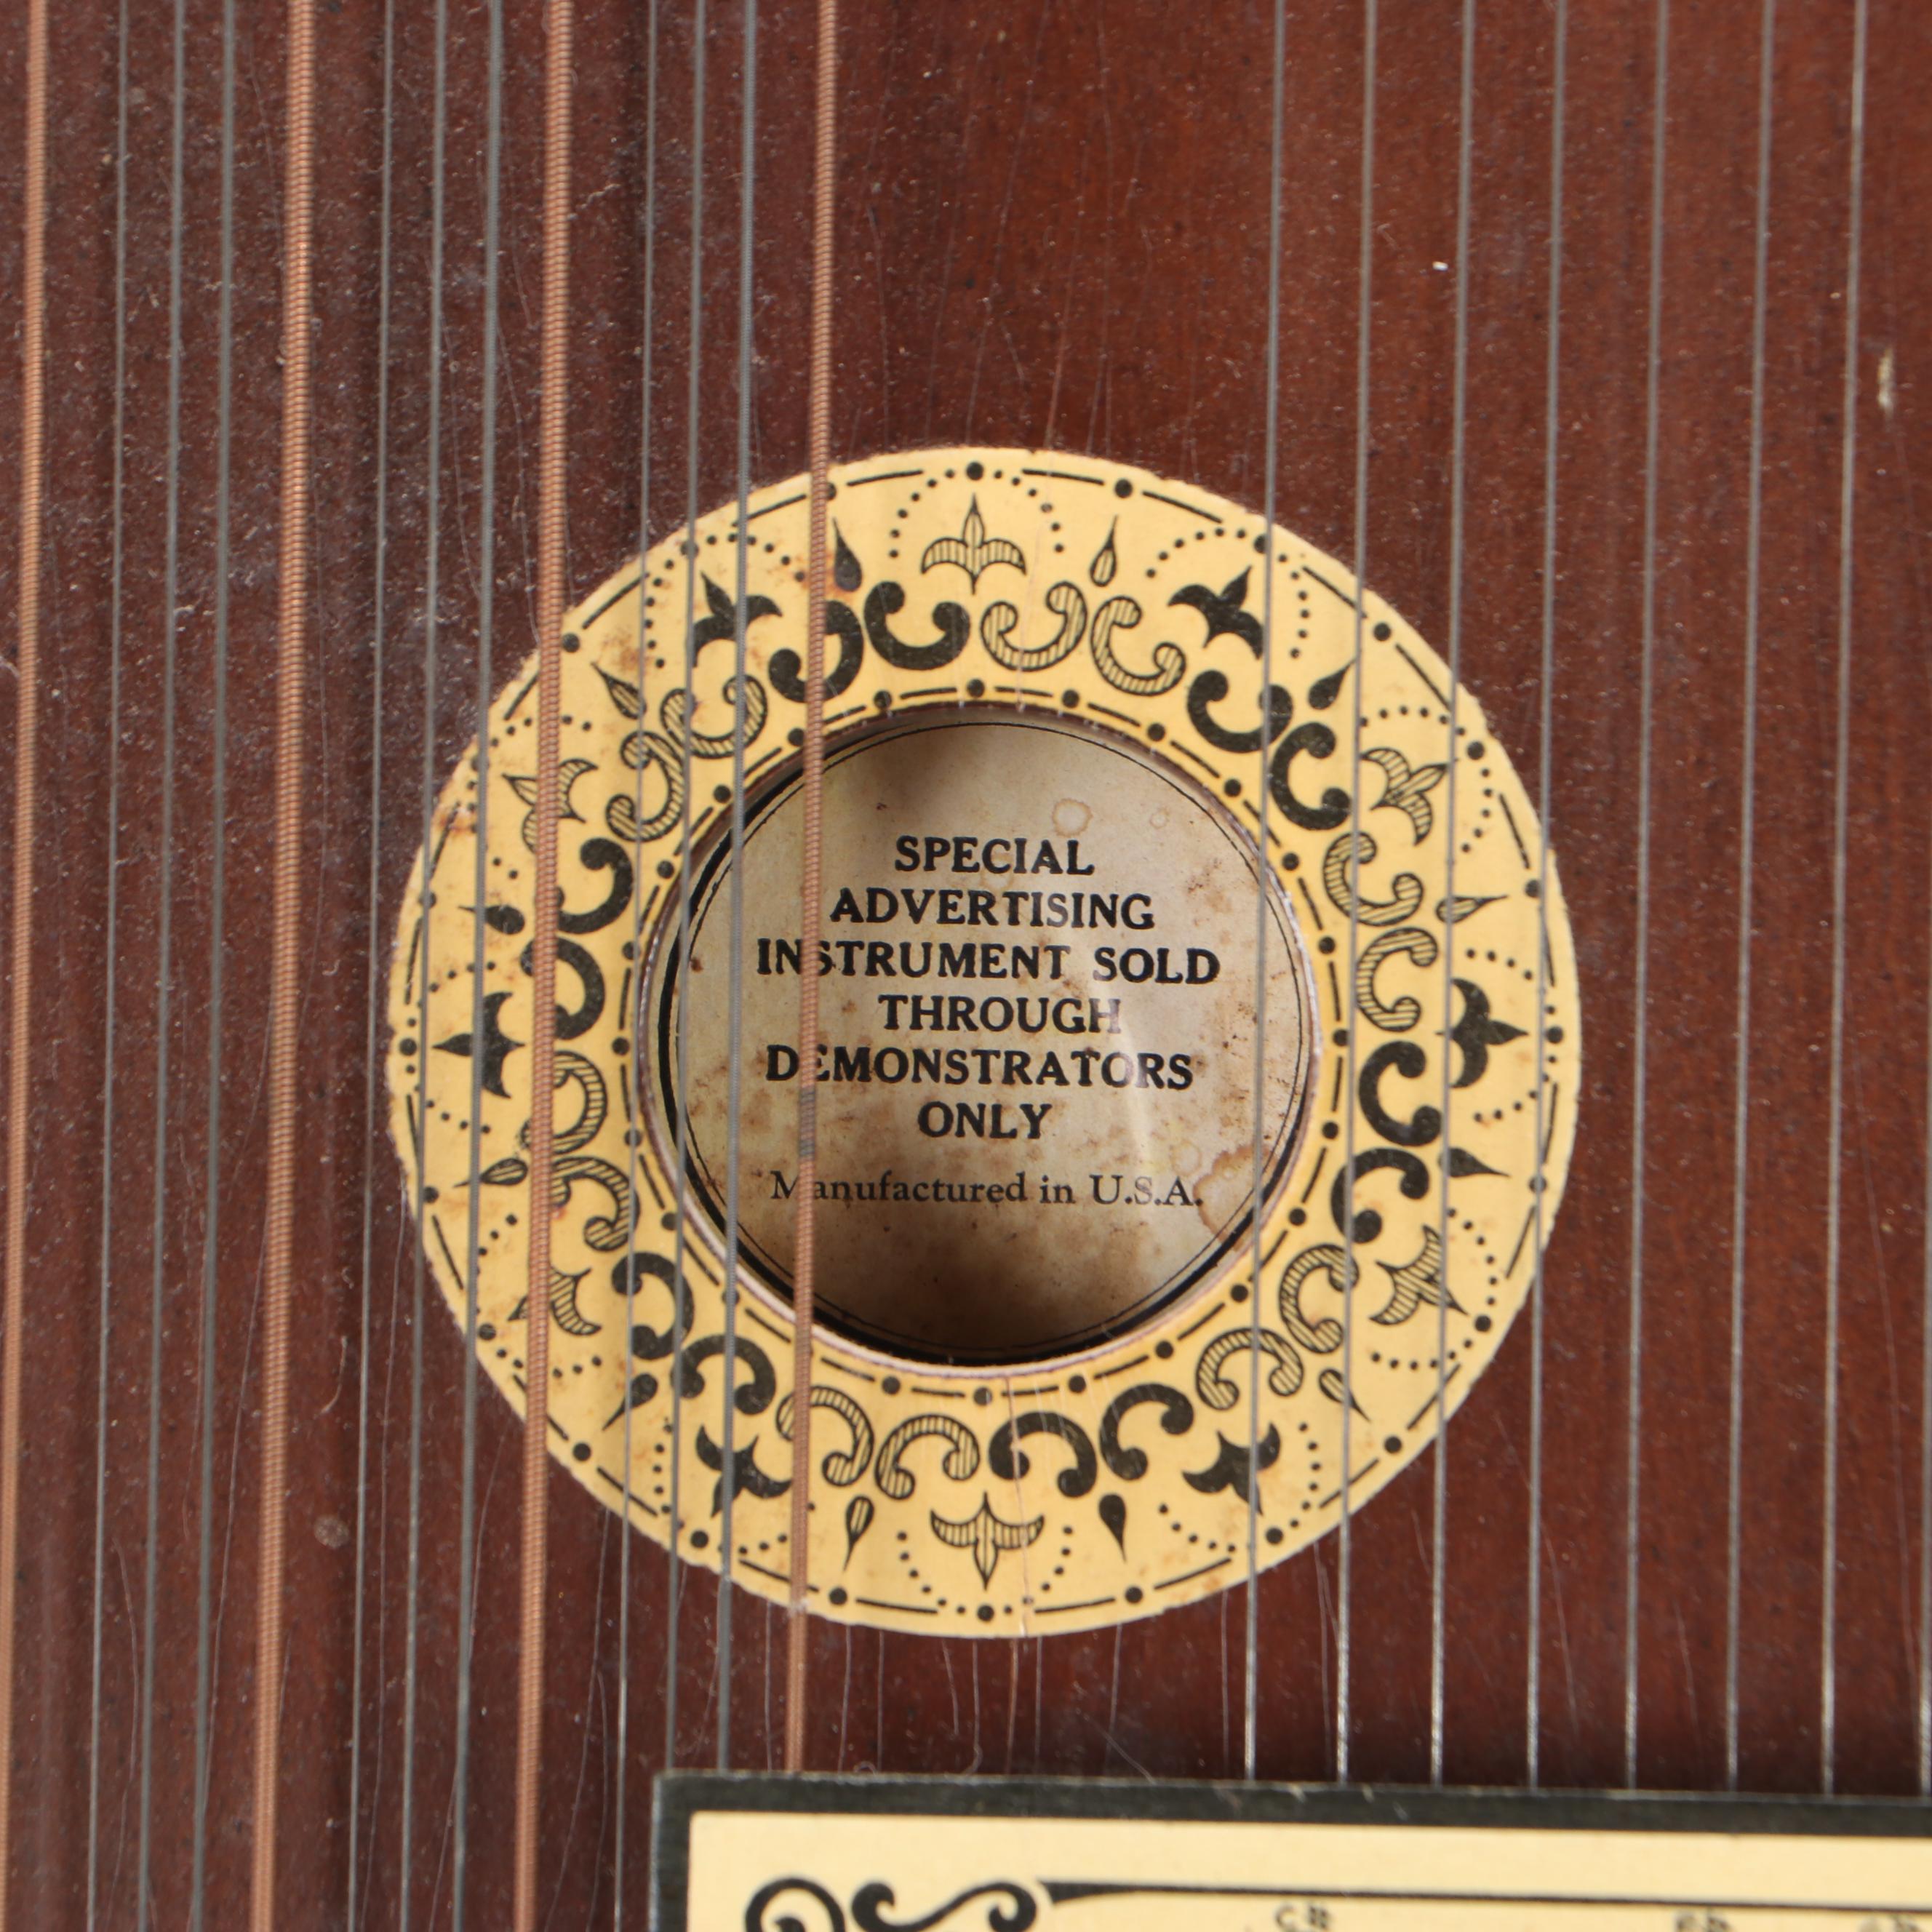 SPECIAL
ADVERTISING
INSTRUMENT SOLD
THROUGH
DEMONSTRATORS
ONLY
Manufactured in U.S.A.
C#